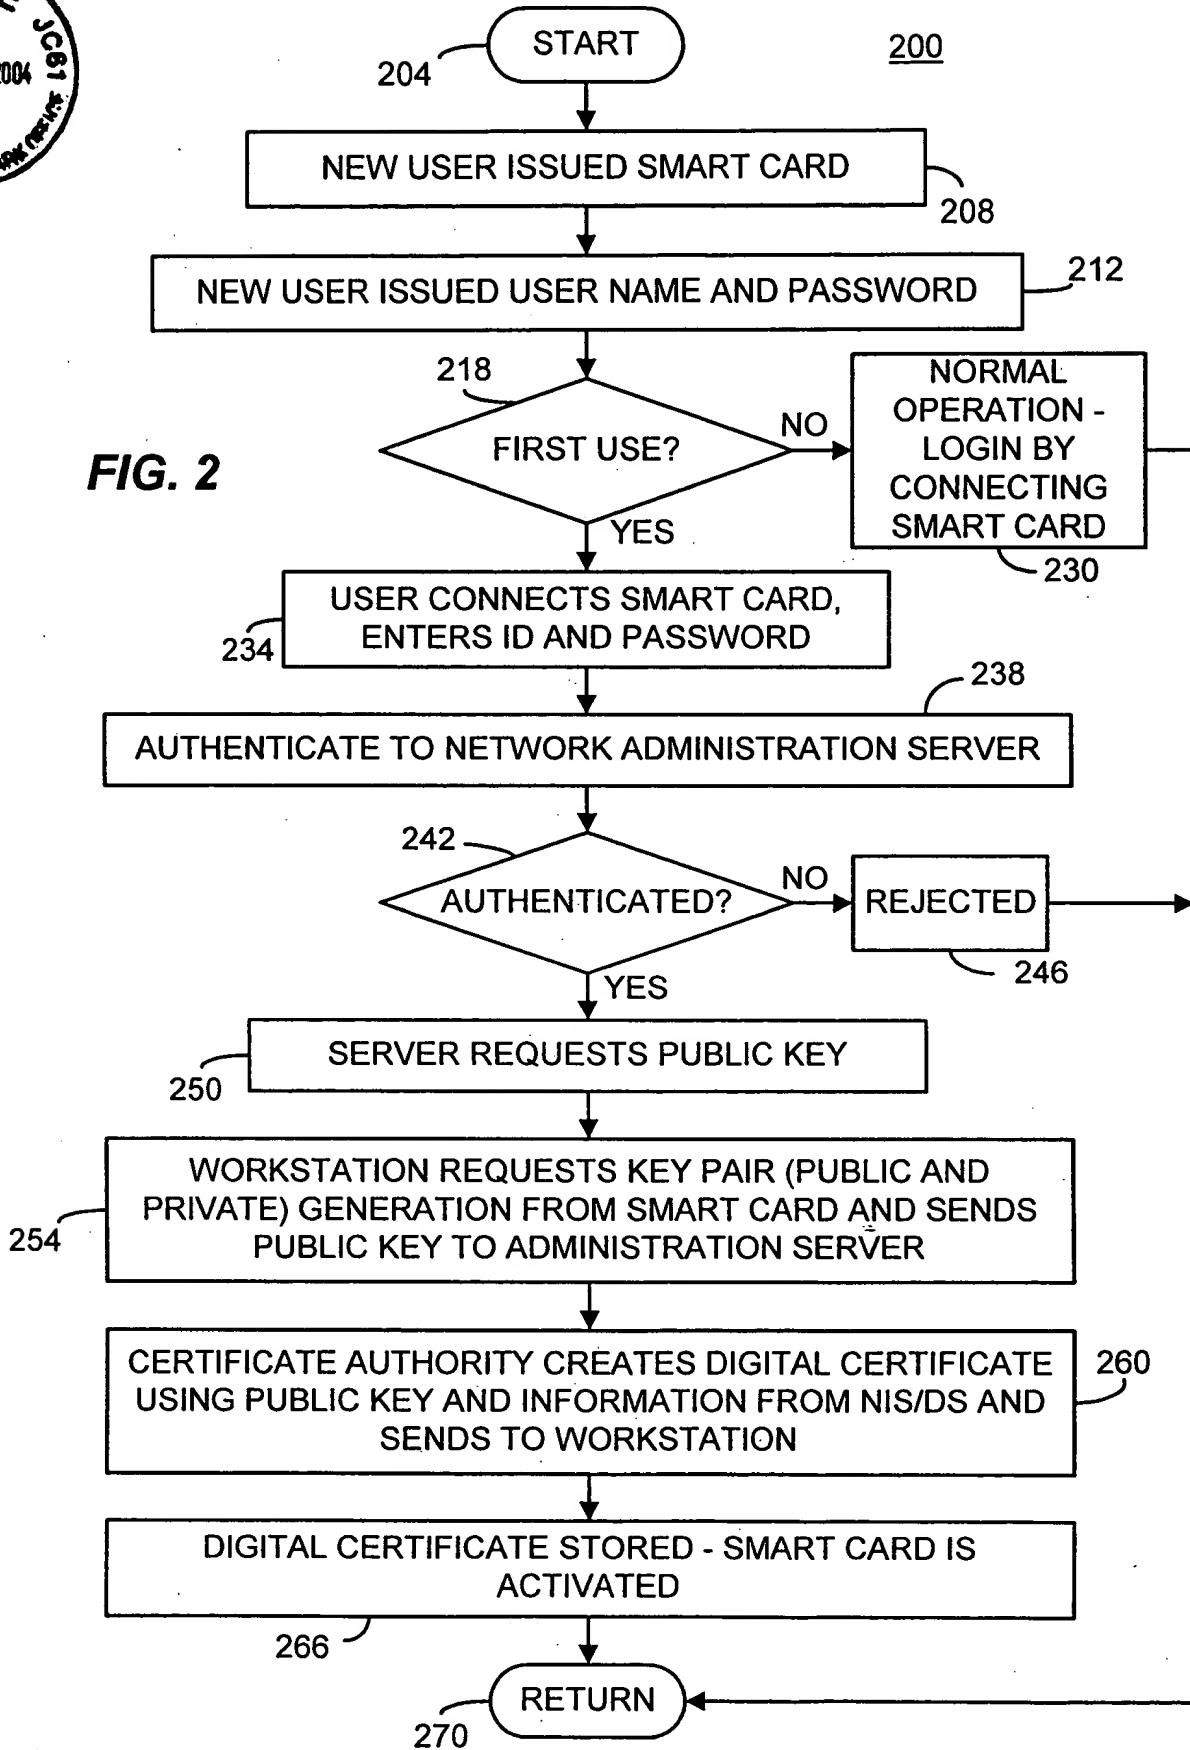 JC61
2004
START
200
204
NEW USER ISSUED SMART CARD
208
NEW USER ISSUED USER NAME AND PASSWORD
212
218
FIRST USE?
NO
NORMAL
OPERATION -
LOGIN BY
CONNECTING
SMART CARD
230
FIG. 2
YES
USER CONNECTS SMART CARD,
ENTERS ID AND PASSWORD
234
238
AUTHENTICATE TO NETWORK ADMINISTRATION SERVER
242
AUTHENTICATED?
NO
REJECTED
246
YES
SERVER REQUESTS PUBLIC KEY
250
WORKSTATION REQUESTS KEY PAIR (PUBLIC AND
PRIVATE) GENERATION FROM SMART CARD AND SENDS
PUBLIC KEY TO ADMINISTRATION SERVER
254
CERTIFICATE AUTHORITY CREATES DIGITAL CERTIFICATE
USING PUBLIC KEY AND INFORMATION FROM NIS/DS AND
SENDS TO WORKSTATION
260
DIGITAL CERTIFICATE STORED - SMART CARD IS
ACTIVATED
266
RETURN
270